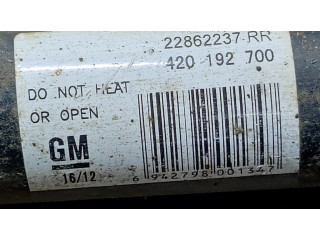 22862237 RR
420 192 700
DO NOT HEAT
OR OPEN
GM
16/12
6 942798 001347